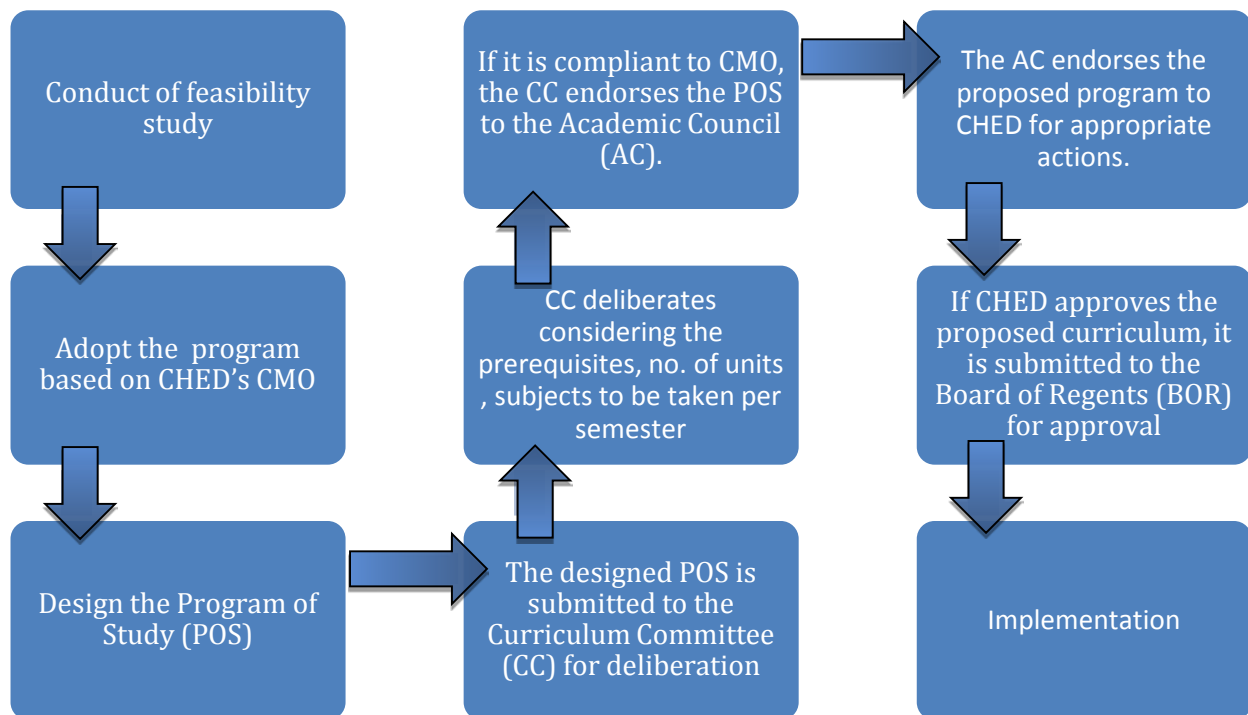 Conduct of feasibility
study
Adopt the  program
based on CHED's CMO
Design the Program of
Study (POS)
The designed POS is
submitted to the
Curriculum Committee
(CC) for deliberation
CC deliberates
considering the
prerequisites, no. of units
, subjects to be taken per
semester
If it is compliant to CMO,
the CC endorses the POS
to the Academic Council
(AC).
The AC endorses the
proposed program to
CHED for appropriate
actions.
If CHED approves the
proposed curriculum, it
is submitted to the
Board of Regents (BOR)
for approval
Implementation